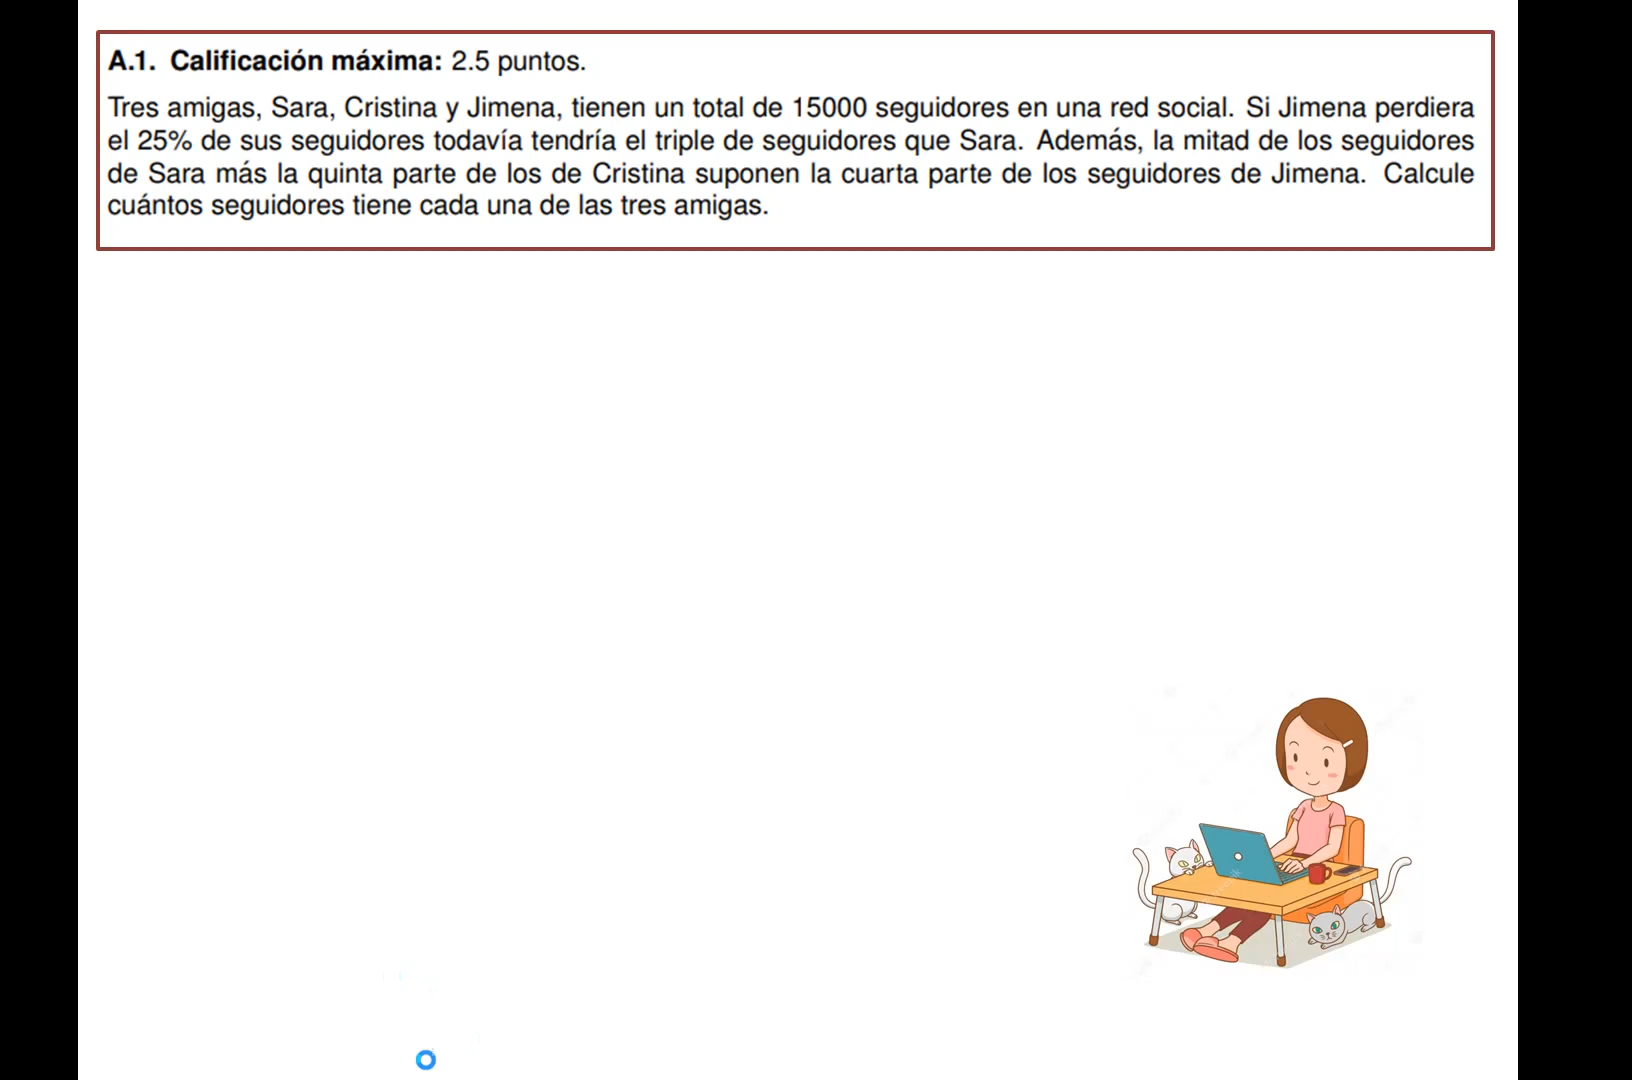 A.1. Calificación máxima: 2.5 puntos.
Tres amigas, Sara, Cristina y Jimena, tienen un total de 15000 seguidores en una red social. Si Jimena perdiera
el 25% de sus seguidores todavía tendría el triple de seguidores que Sara. Además, la mitad de los seguidores
de Sara más la quinta parte de los de Cristina suponen la cuarta parte de los seguidores de Jimena. Calcule
cuántos seguidores tiene cada una de las tres amigas.